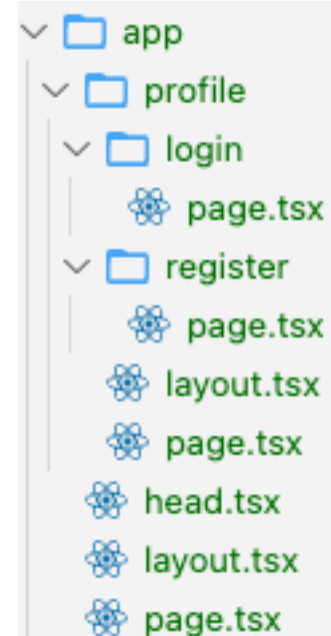 app
profile
login
page.tsx
register
page.tsx
layout.tsx
page.tsx
head.tsx
layout.tsx
page.tsx